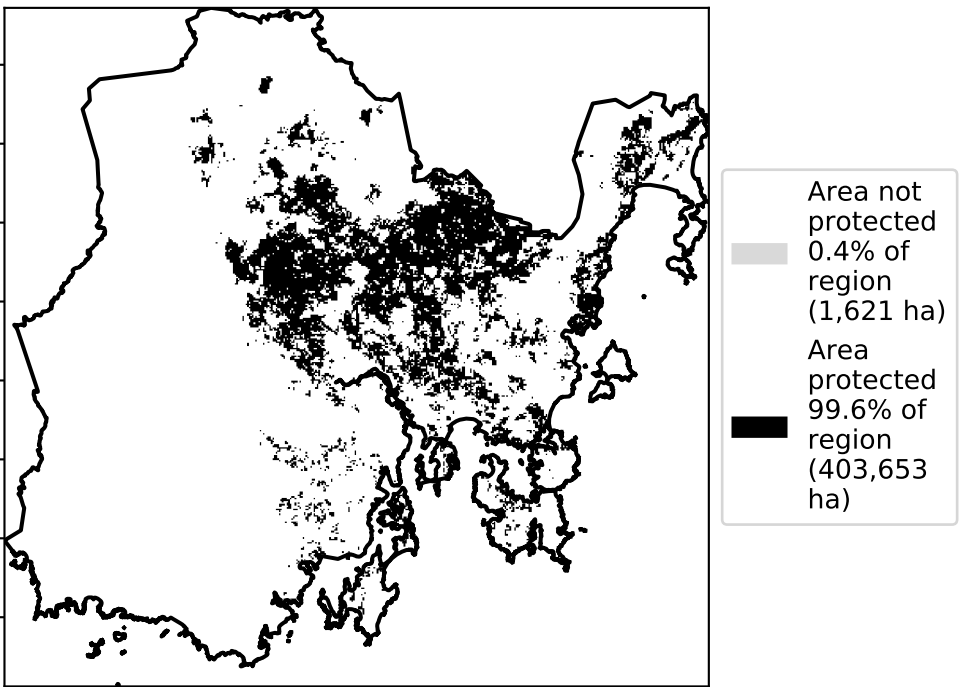 Area not
protected
0.4% of
region
(1,621 ha)
Area
protected
99.6% of
region
(403,653
ha)